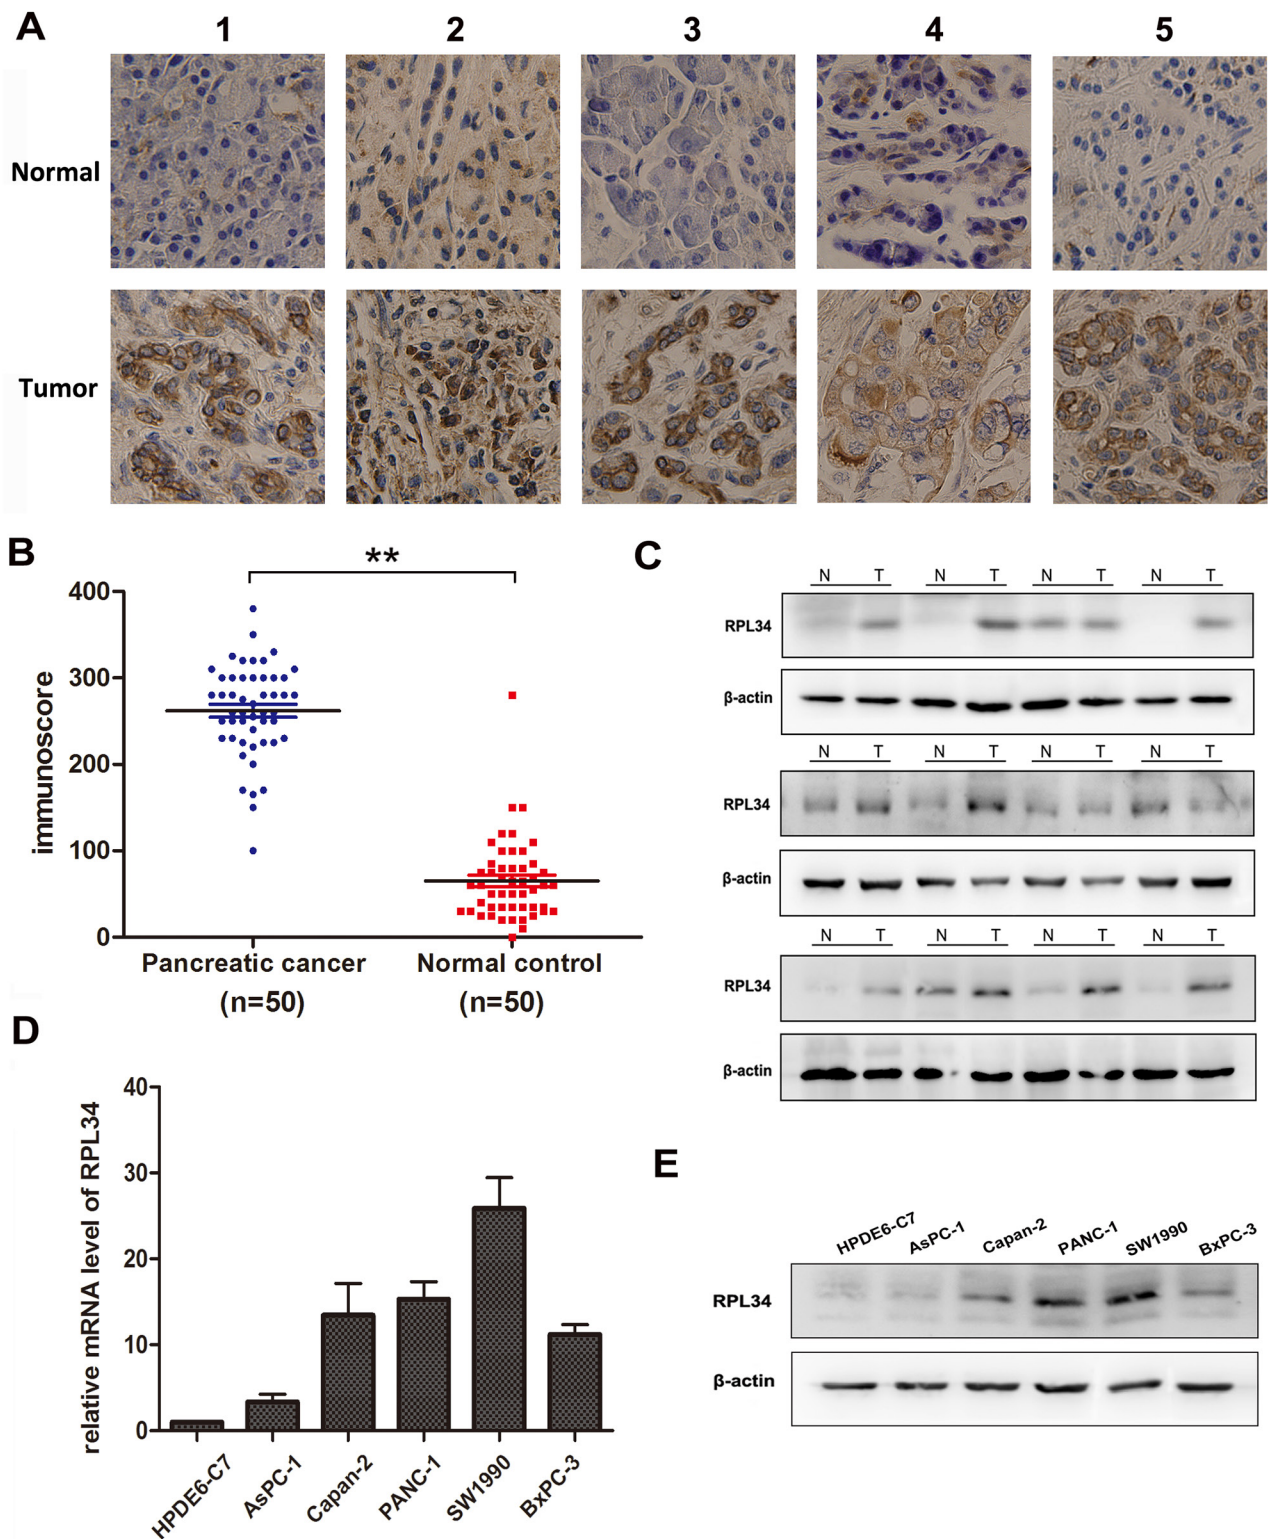 A
1 2 3 4 5
Normal
Tumor
B
**
immunoscore
400
300
200
100
0
Pancreatic cancer
(n=50)
Normal control
(n=50)
C
N T N T N T N T
RPL34
β-actin
N T N T N T N T
RPL34
β-actin
N T N T N T N T
RPL34
β-actin
D
relative mRNA level of RPL34
40
30
20
10
0
HPDE6-C7
AsPC-1
Capan-2
PANC-1
SW1990
BxPC-3
E
HPDE6-C7
AsPC-1
Capan-2
PANC-1
SW1990
BxPC-3
RPL34
β-actin